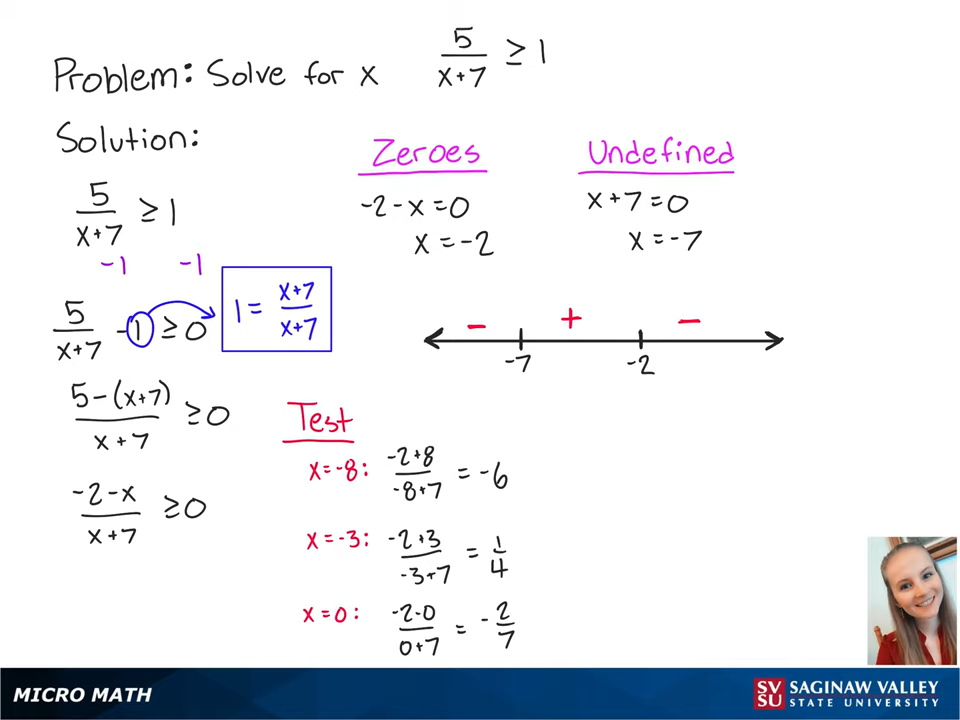 Problem: Solve for x 5/(x+7) ≥ 1
Solution:
5/(x+7) ≥ 1
-1 -1
5/(x+7) -1 ≥ 0
1 = (x+7)/(x+7)
(5-(x+7))/(x+7) ≥ 0
(-2-x)/(x+7) ≥ 0
Zeroes
-2-x=0
x=-2
Undefined
x+7=0
x=-7
- + -
-7 -2
Test
x=-8: (-2+8)/(-8+7) = -6
x=-3: (-2+3)/(-3+7) = 1/4
x=0: (-2-0)/(0+7) = -2/7
MICRO MATH
SV
SU
SAGINAW VALLEY
STATE UNIVERSITY